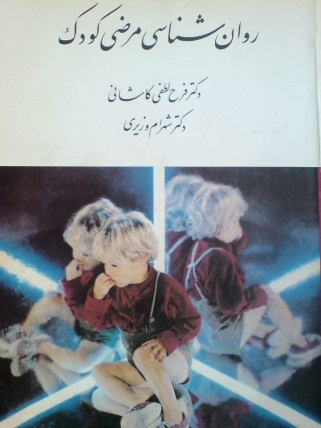 روان شناسی مرضی کودک
دکتر فرح لطفی کاشانی
دکتر شهرام وزیری